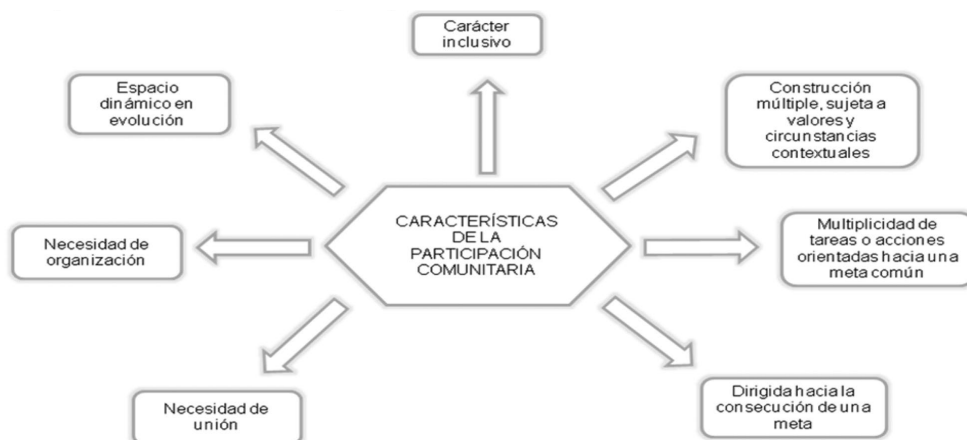 Carácter
inclusivo
Espacio
dinámico en
evolución
Construcción
múltiple, sujeta a
valores y
circunstancias
contextuales
CARACTERÍSTICAS
DE LA
PARTICIPACIÓN
COMUNITARIA
Necesidad de
organización
Multiplicidad de
tareas o acciones
orientadas hacia una
meta común
Necesidad de
unión
Dirigida hacia la
consecución de una
meta